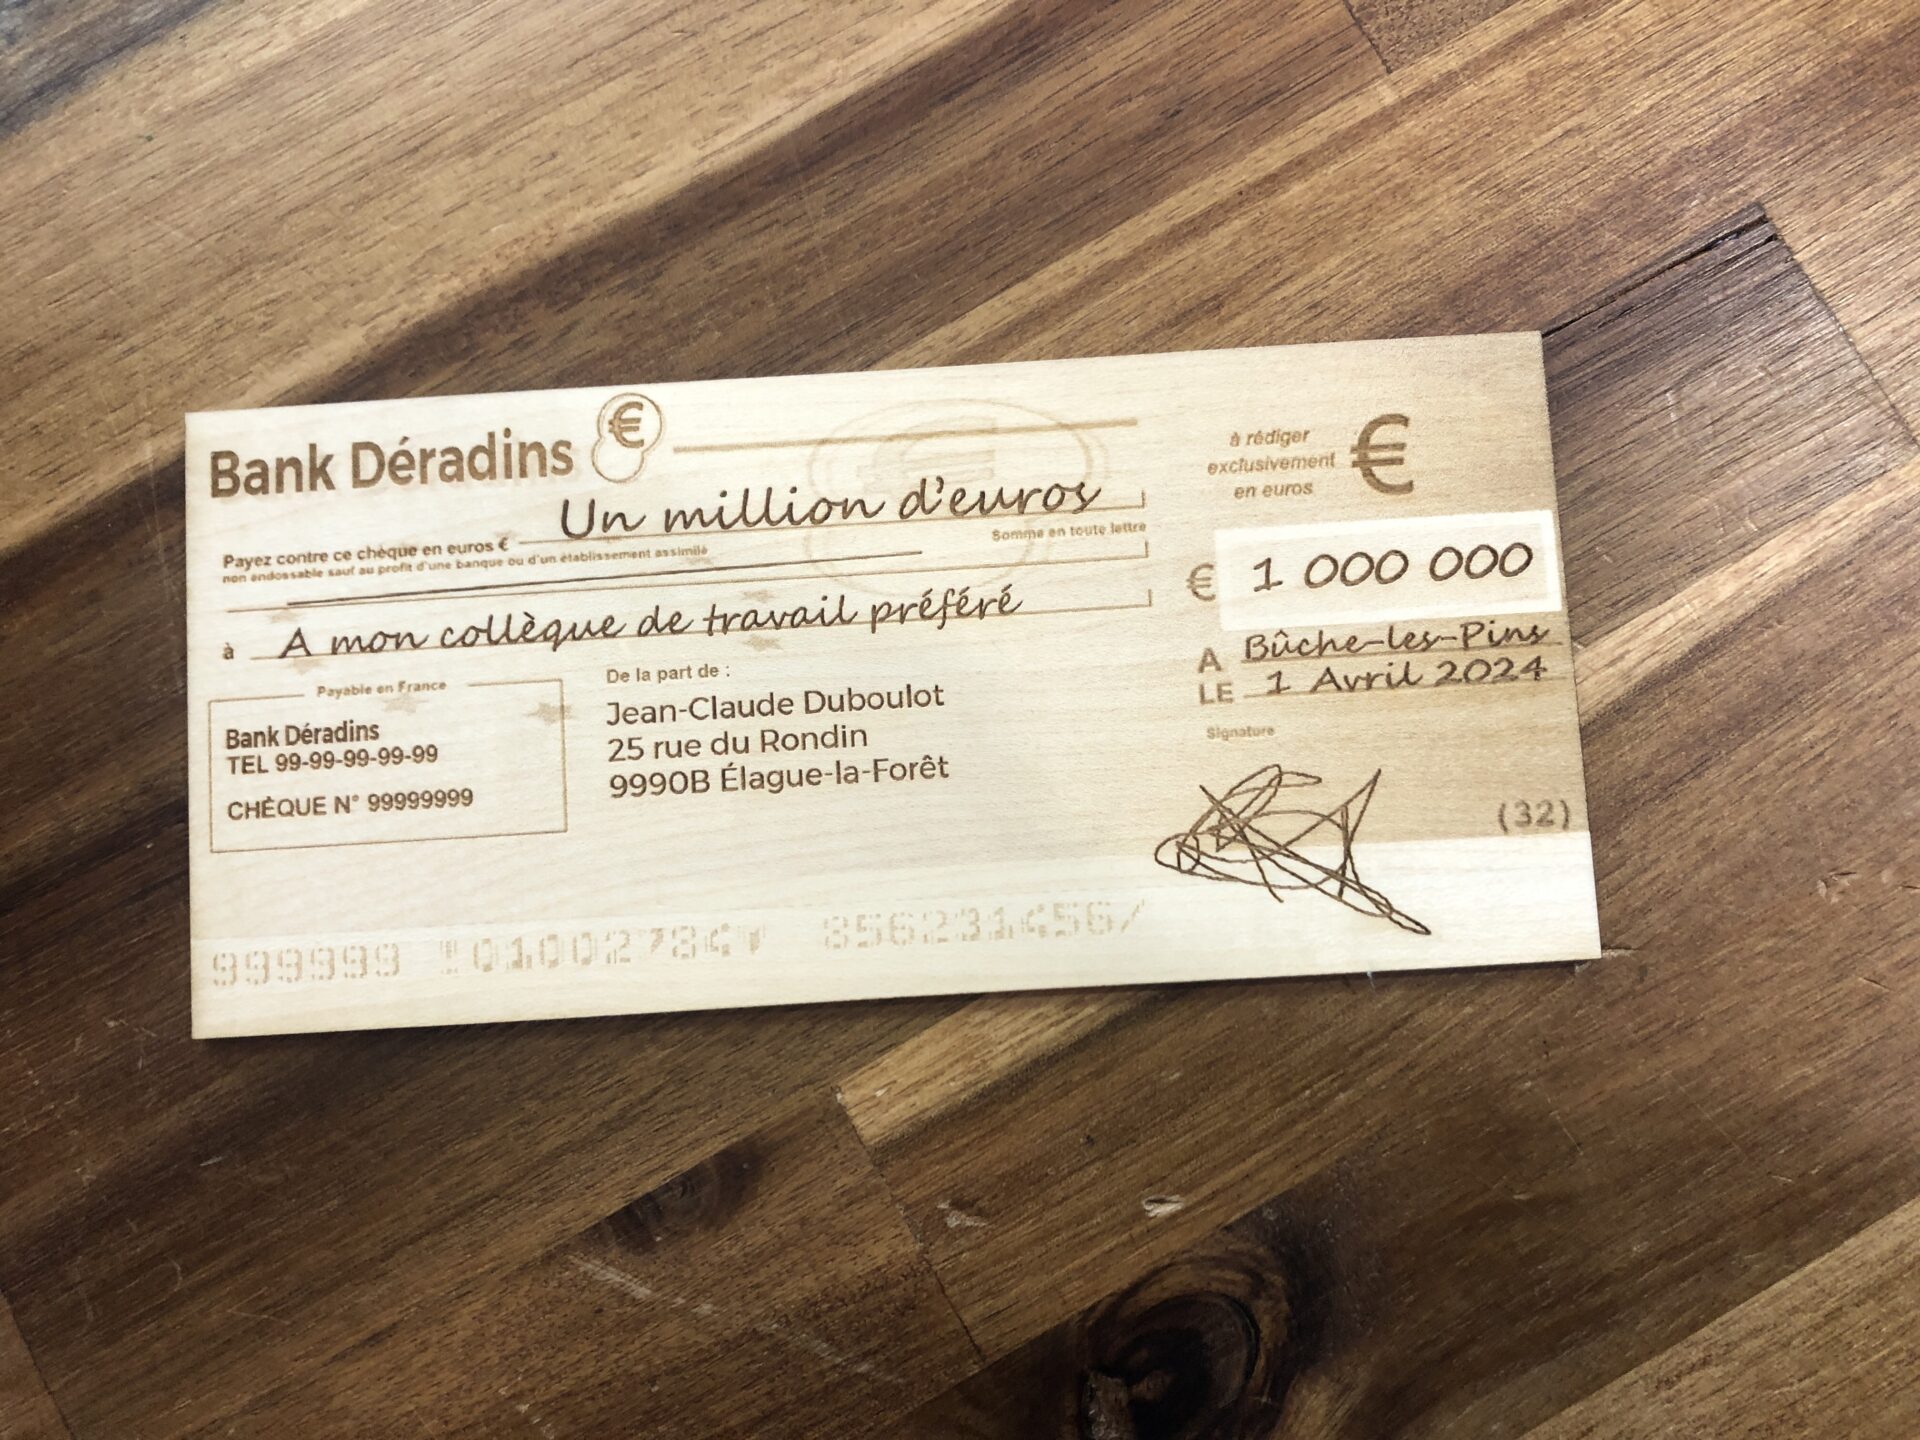 Bank Déradins €
Un million d'euros
Payez contre ce chèque en euros €
non endossable sauf au profit d'une banque ou d'un établissement assimilé
Somme en toute lettre
à A mon collèque de travail préféré
Payable en France
Bank Déradins
TEL 99-99-99-99-99
CHÈQUE N° 99999999
De la part de :
Jean-Claude Duboulot
25 rue du Rondin
9990B Élague-la-Forêt
à rédiger
exclusivement
en euros
€
€ 1 000 000
A Bûche-les-Pins
LE 1 Avril 2024
Signature
(32)
999999